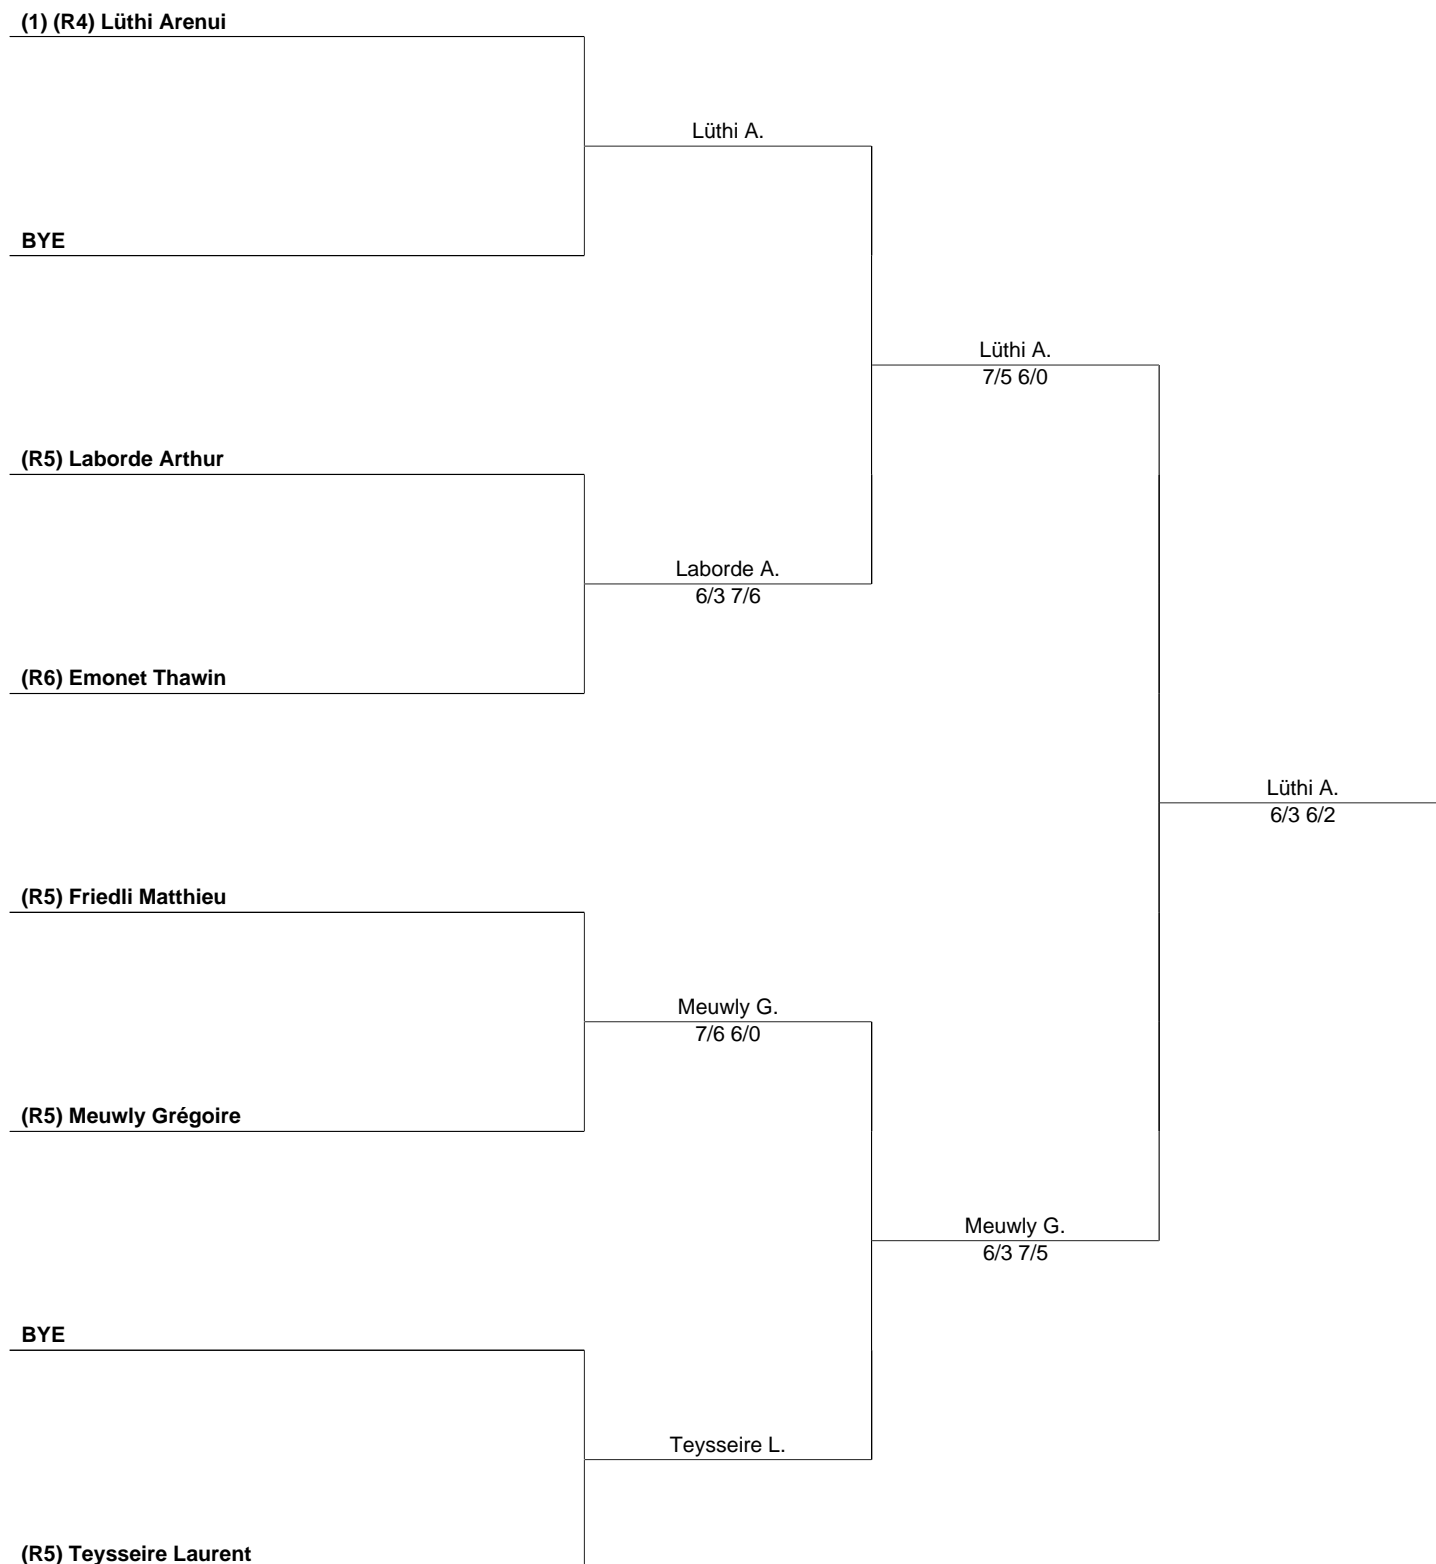 (1) (R4) Lüthi Arenui
Lüthi A.
BYE
Lüthi A.
7/5 6/0
(R5) Laborde Arthur
Laborde A.
6/3 7/6
(R6) Emonet Thawin
Lüthi A.
6/3 6/2
(R5) Friedli Matthieu
Meuwly G.
7/6 6/0
(R5) Meuwly Grégoire
Meuwly G.
6/3 7/5
BYE
Teysseire L.
(R5) Teysseire Laurent